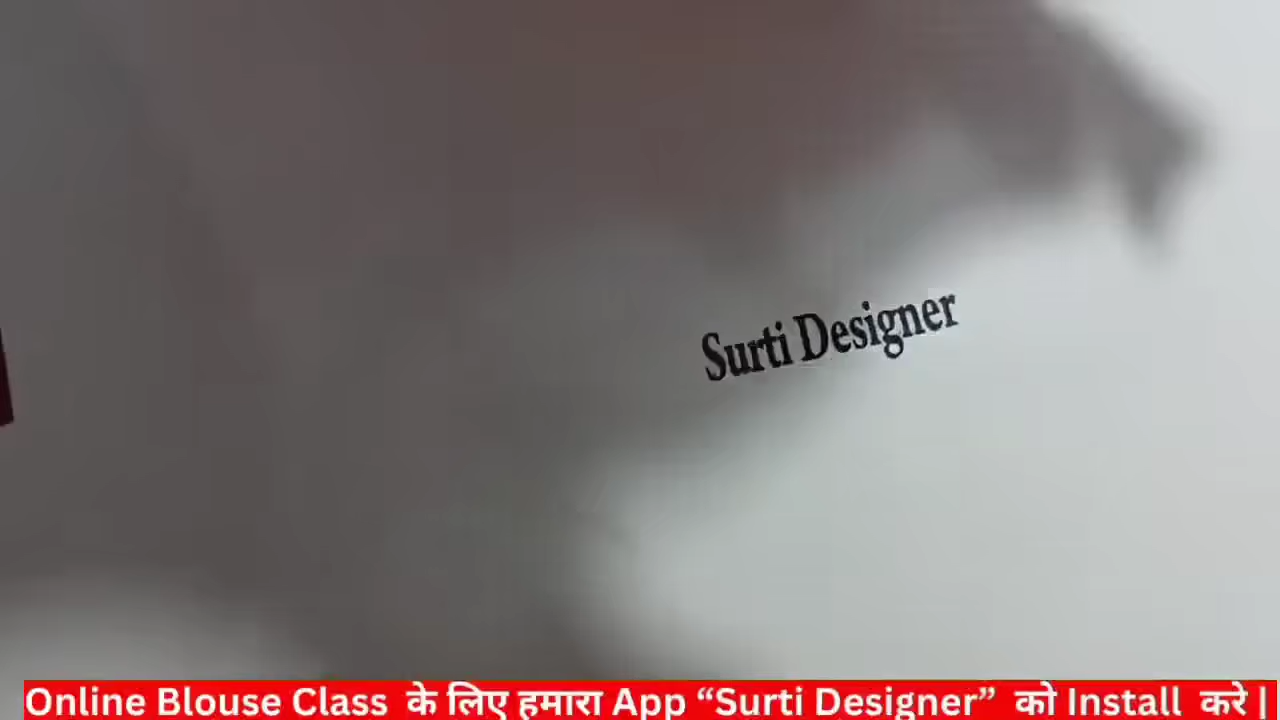 Surti Designer
Online Blouse Class के लिए हमारा App “Surti Designer” को Install करे |